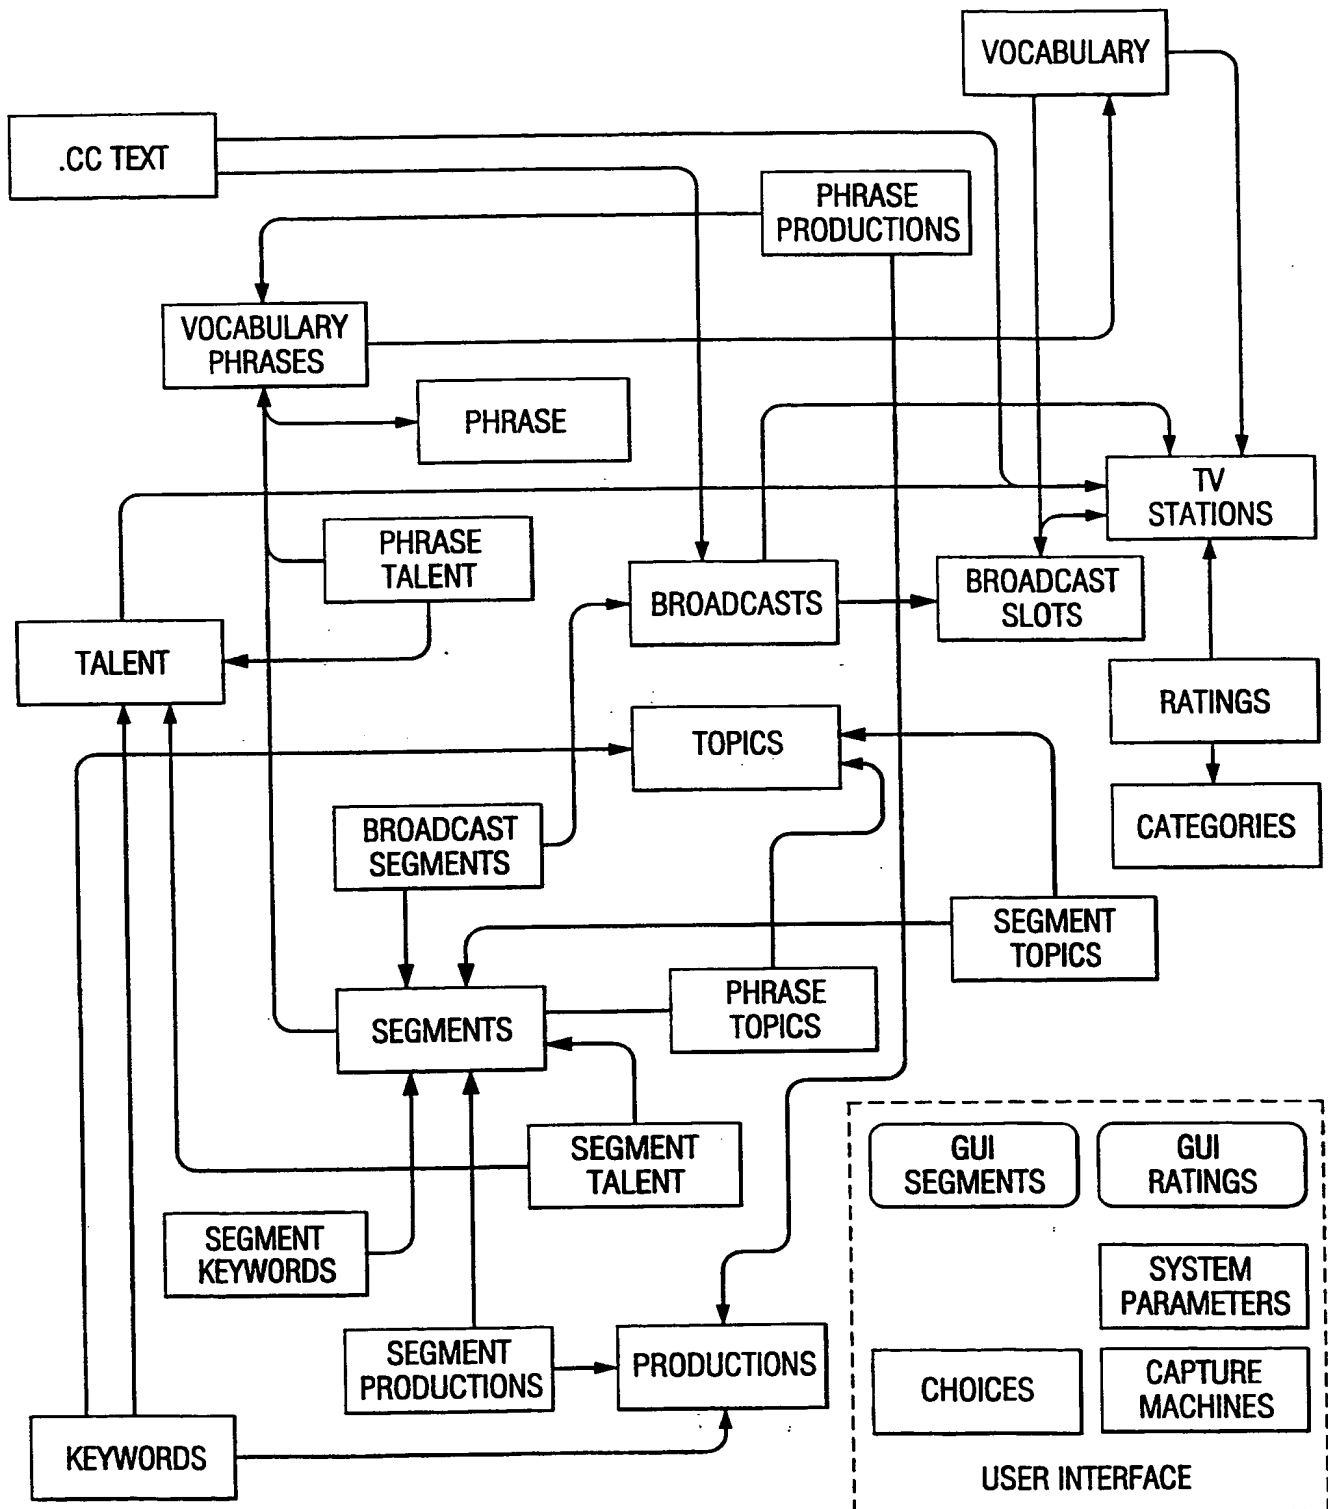 VOCABULARY
.CC TEXT
PHRASE
PRODUCTIONS
VOCABULARY
PHRASES
PHRASE
TV
STATIONS
PHRASE
TALENT
BROADCASTS
BROADCAST
SLOTS
TALENT
RATINGS
TOPICS
BROADCAST
SEGMENTS
CATEGORIES
SEGMENT
TOPICS
PHRASE
TOPICS
SEGMENTS
SEGMENT
TALENT
GUI
SEGMENTS
GUI
RATINGS
SEGMENT
KEYWORDS
SYSTEM
PARAMETERS
SEGMENT
PRODUCTIONS
PRODUCTIONS
CHOICES
CAPTURE
MACHINES
KEYWORDS
USER INTERFACE